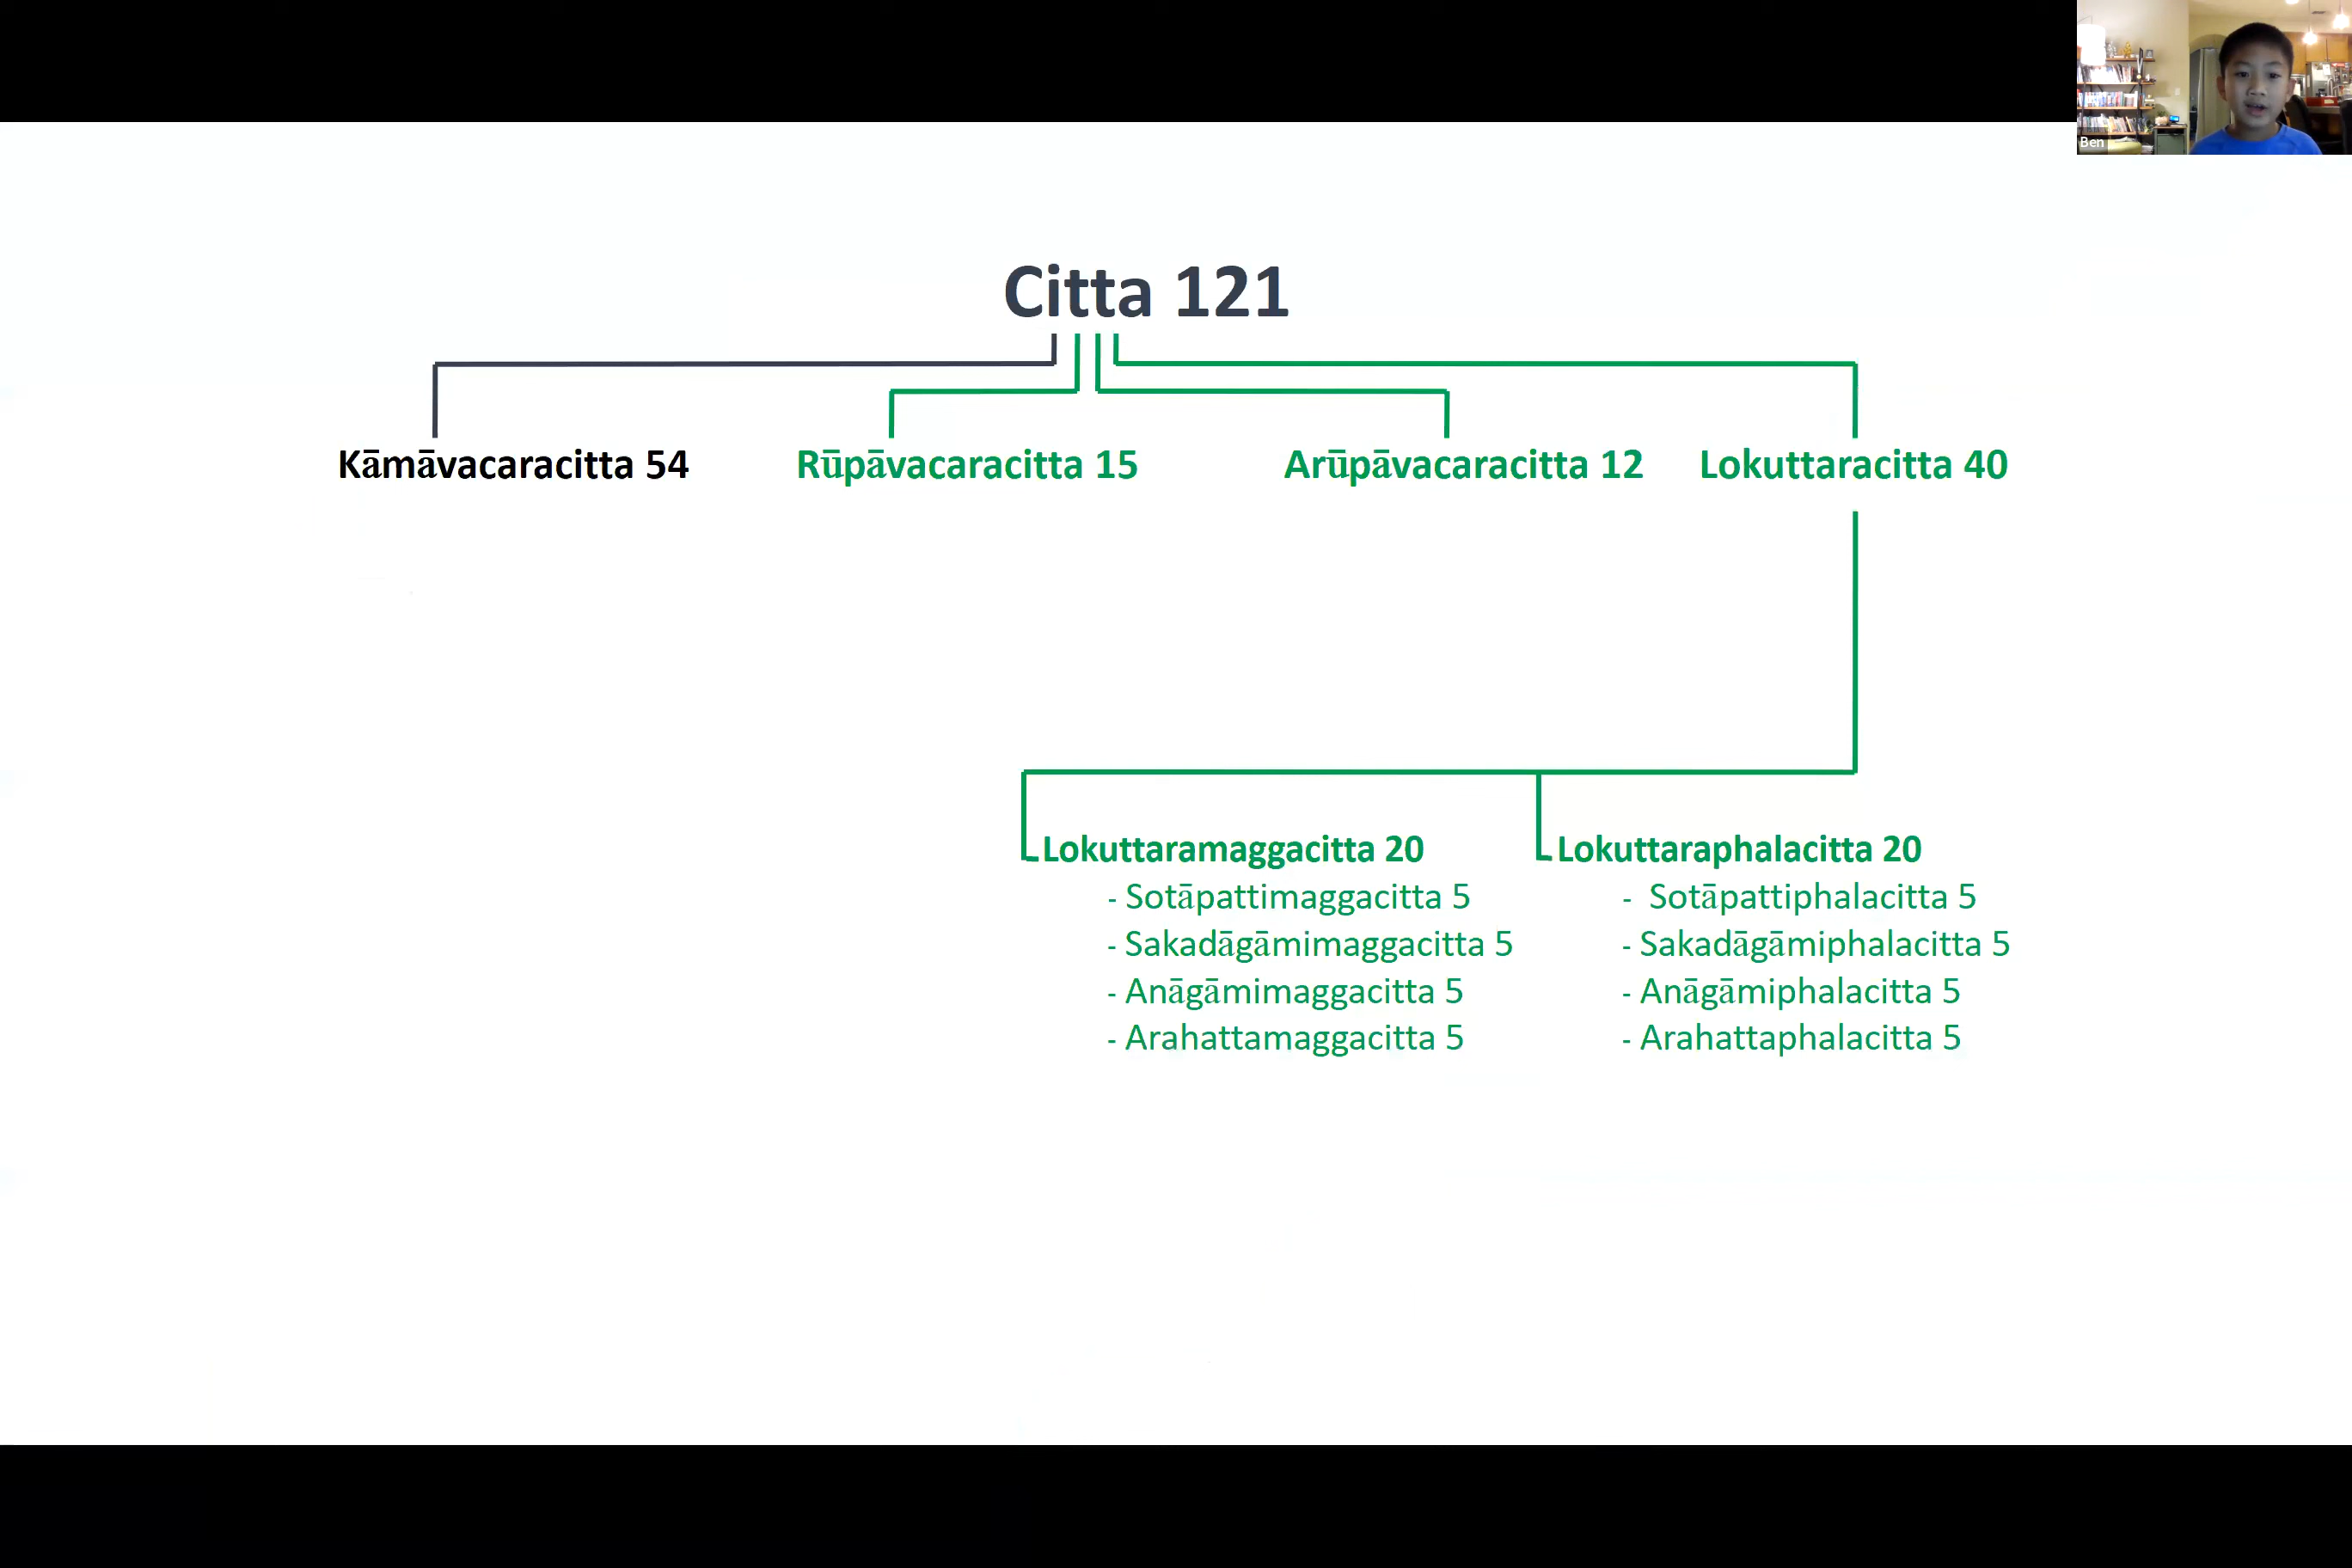 Ben
Citta 121
Kāmāvacaracitta 54 Rūpāvacaracitta 15 Arūpāvacaracitta 12 Lokuttaracitta 40
Lokuttaramaggacitta 20
- Sotāpattimaggacitta 5
- Sakadāgāmimaggacitta 5
- Anāgāmimaggacitta 5
- Arahattamaggacitta 5
Lokuttaraphalacitta 20
- Sotāpattiphalacitta 5
- Sakadāgāmiphalacitta 5
- Anāgāmiphalacitta 5
- Arahattaphalacitta 5